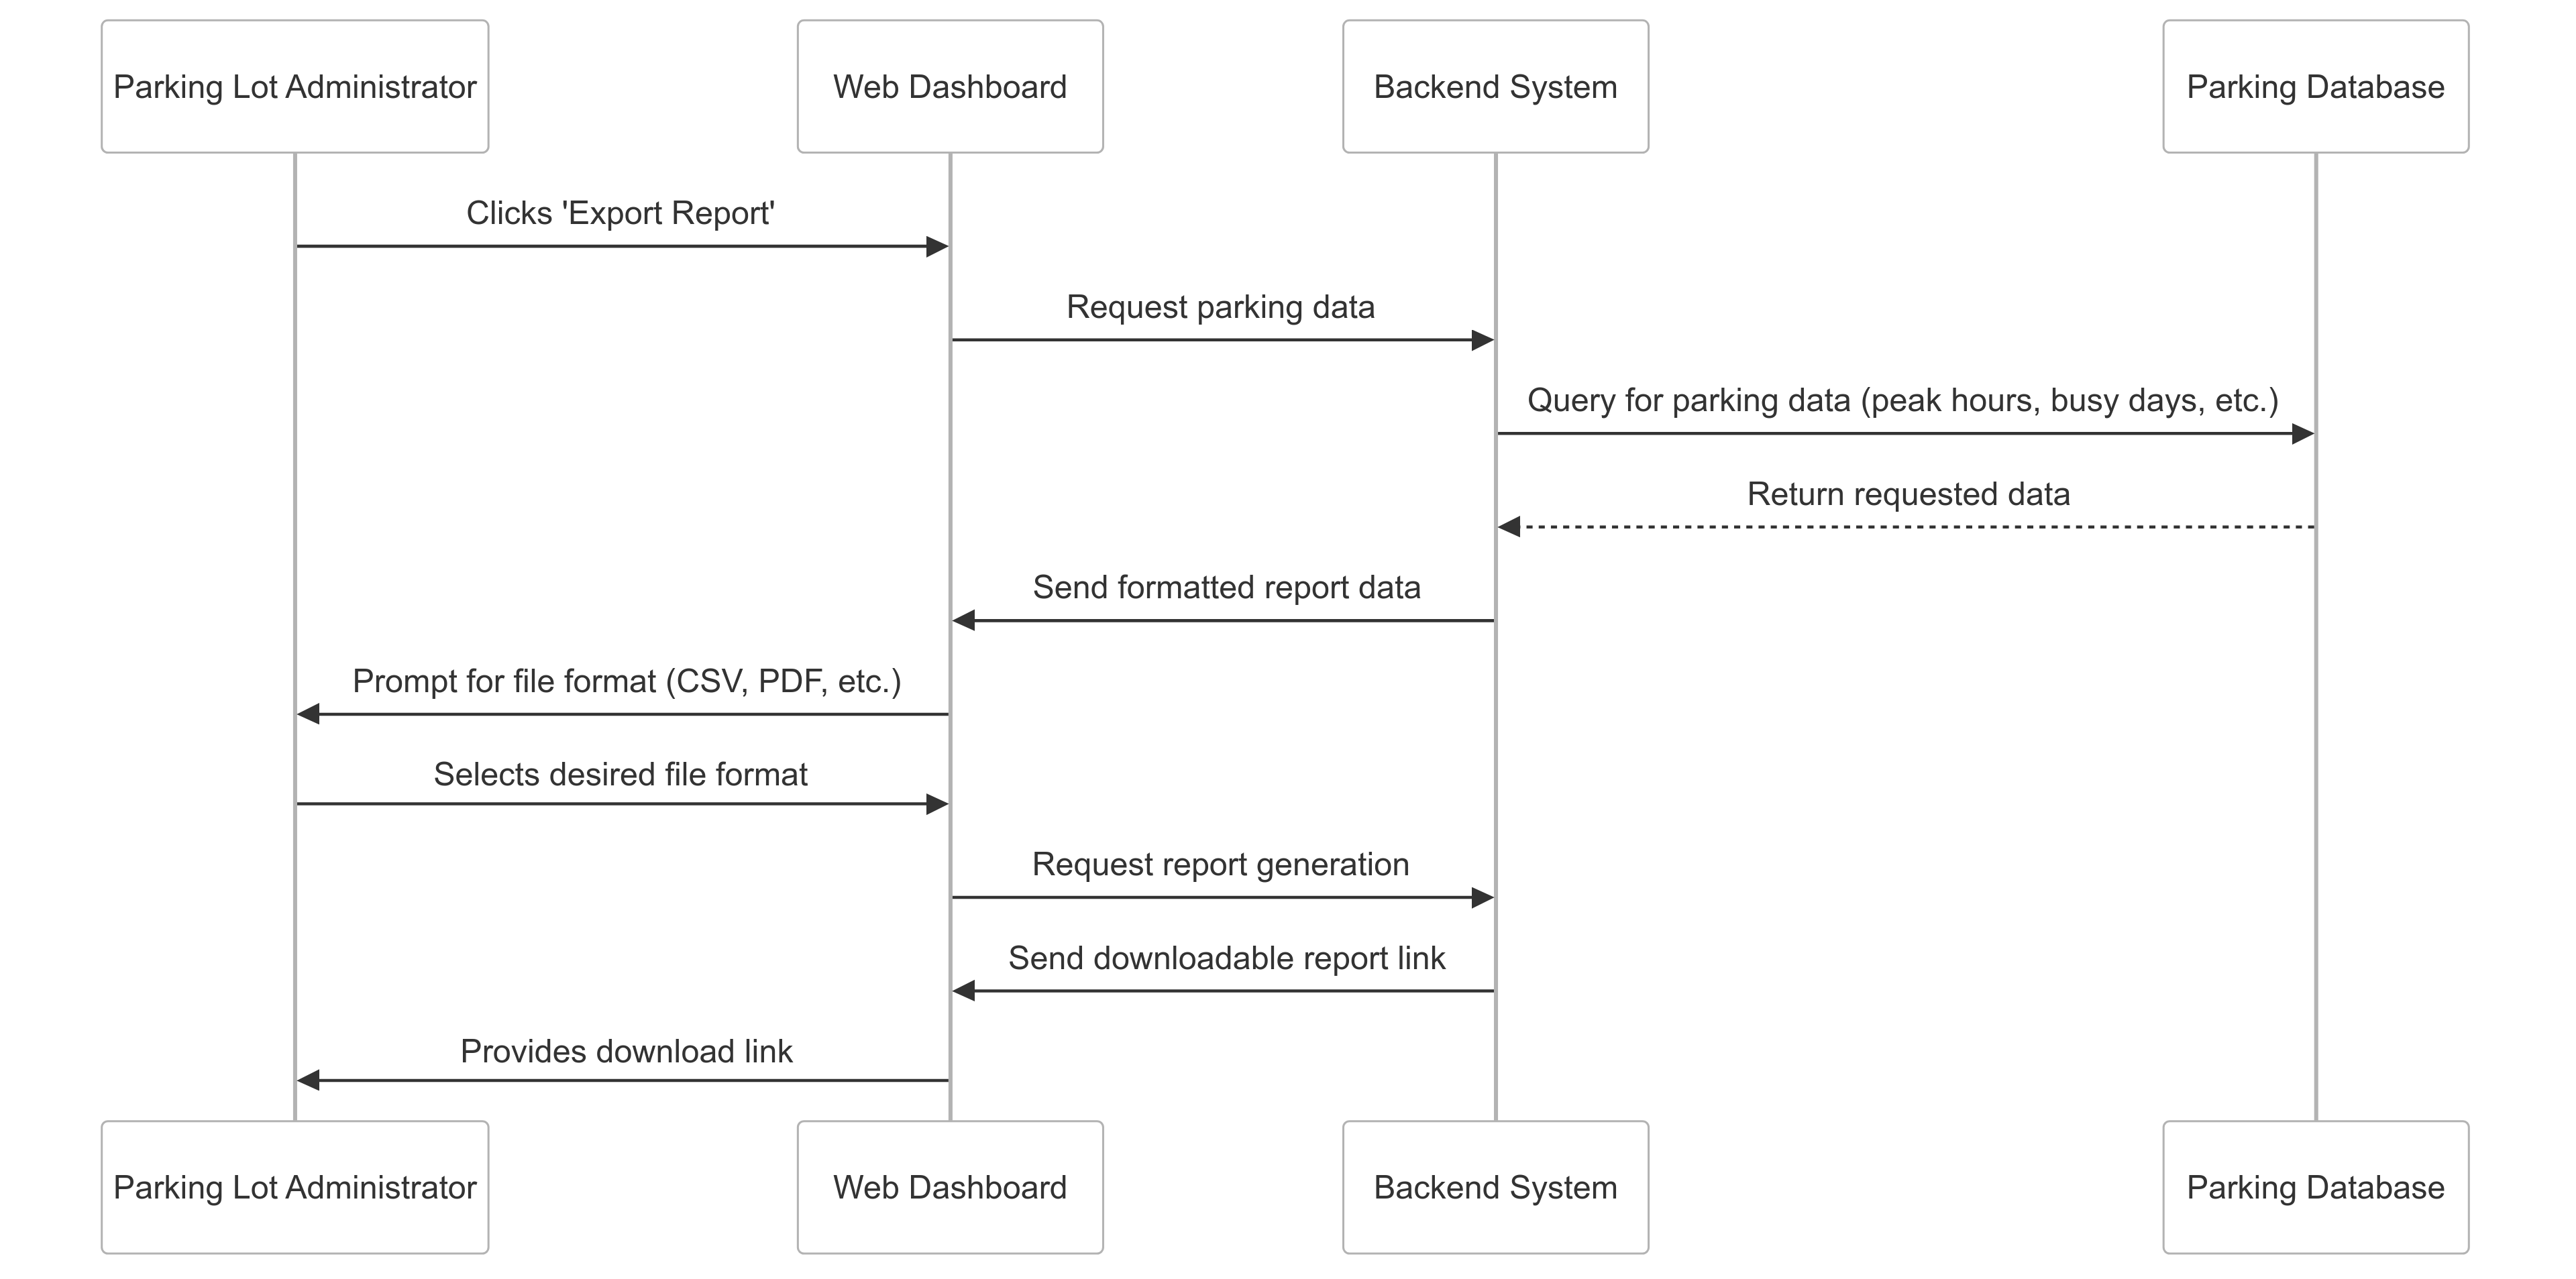 Parking Lot Administrator
Web Dashboard
Backend System
Parking Database
Clicks 'Export Report'
Request parking data
Query for parking data (peak hours, busy days, etc.)
Return requested data
Send formatted report data
Prompt for file format (CSV, PDF, etc.)
Selects desired file format
Request report generation
Send downloadable report link
Provides download link
Parking Lot Administrator
Web Dashboard
Backend System
Parking Database